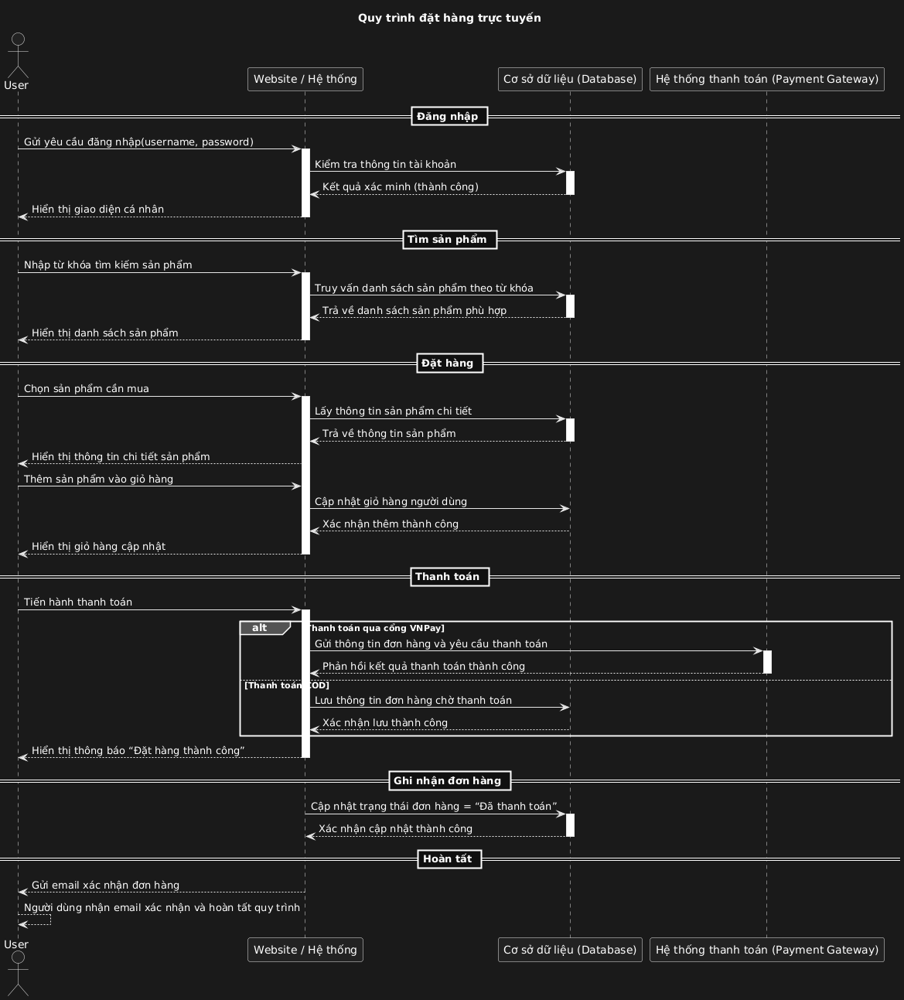 Quy trình đặt hàng trực tuyến
User
Website / Hệ thống
Cơ sở dữ liệu (Database)
Hệ thống thanh toán (Payment Gateway)
Đăng nhập
Gửi yêu cầu đăng nhập(username, password)
Kiểm tra thông tin tài khoản
Kết quả xác minh (thành công)
Hiển thị giao diện cá nhân
Tìm sản phẩm
Nhập từ khóa tìm kiếm sản phẩm
Truy vấn danh sách sản phẩm theo từ khóa
Trả về danh sách sản phẩm phù hợp
Hiển thị danh sách sản phẩm
Đặt hàng
Chọn sản phẩm cần mua
Lấy thông tin sản phẩm chi tiết
Trả về thông tin sản phẩm
Hiển thị thông tin chi tiết sản phẩm
Thêm sản phẩm vào giỏ hàng
Cập nhật giỏ hàng người dùng
Xác nhận thêm thành công
Hiển thị giỏ hàng cập nhật
Thanh toán
Tiến hành thanh toán
alt
Thanh toán qua cổng VNPay]
Gửi thông tin đơn hàng và yêu cầu thanh toán
Phản hồi kết quả thanh toán thành công
[Thanh toán COD]
Lưu thông tin đơn hàng chờ thanh toán
Xác nhận lưu thành công
Hiển thị thông báo “Đặt hàng thành công”
Ghi nhận đơn hàng
Cập nhật trạng thái đơn hàng = “Đã thanh toán”
Xác nhận cập nhật thành công
Hoàn tất
Gửi email xác nhận đơn hàng
Người dùng nhận email xác nhận và hoàn tất quy trình
User
Website / Hệ thống
Cơ sở dữ liệu (Database)
Hệ thống thanh toán (Payment Gateway)